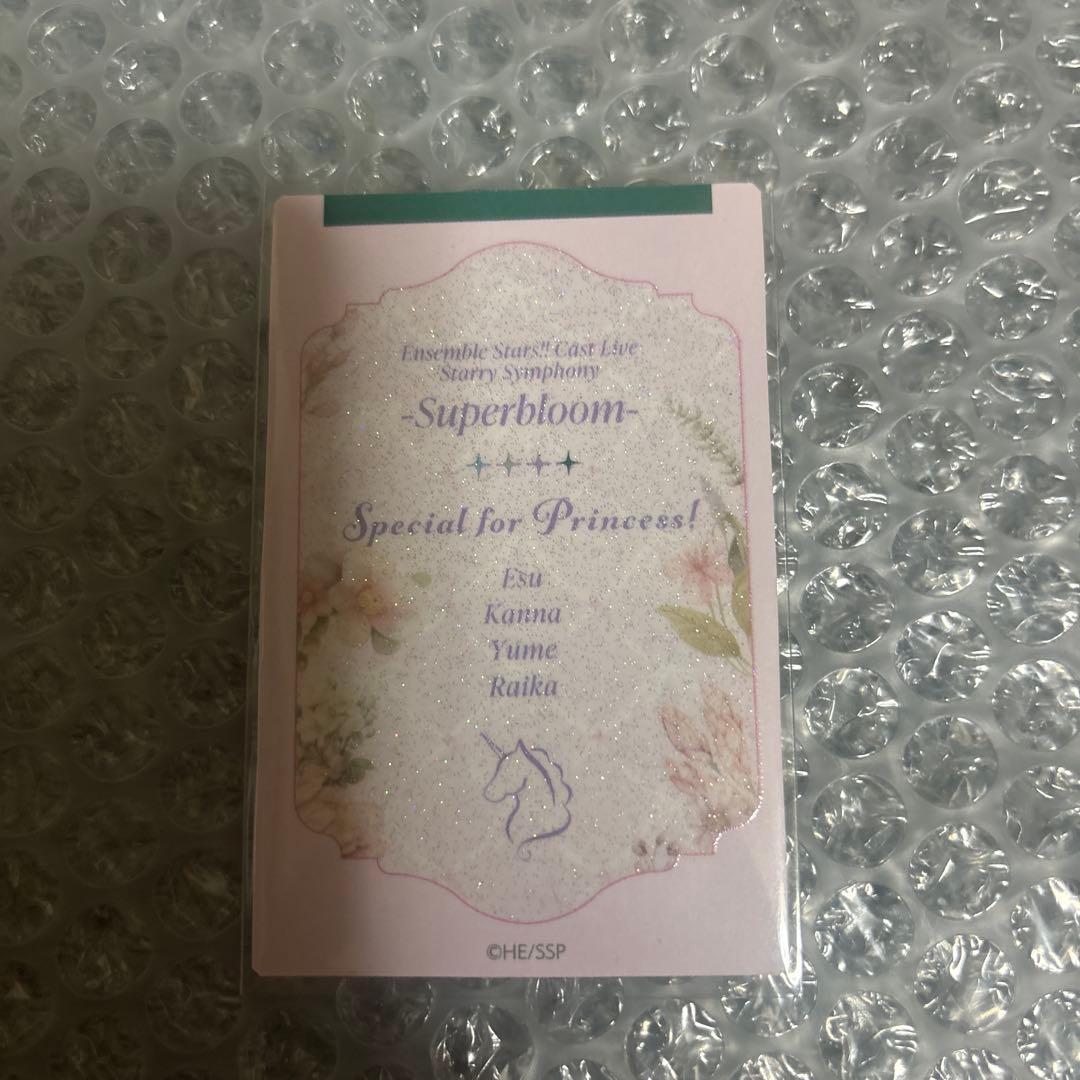 Ensemble Stars!! Cast Live
Starry Symphony
-Superbloom-
Special for Princess!
Esu
Kanna
Yume
Raika
©HE/SSP